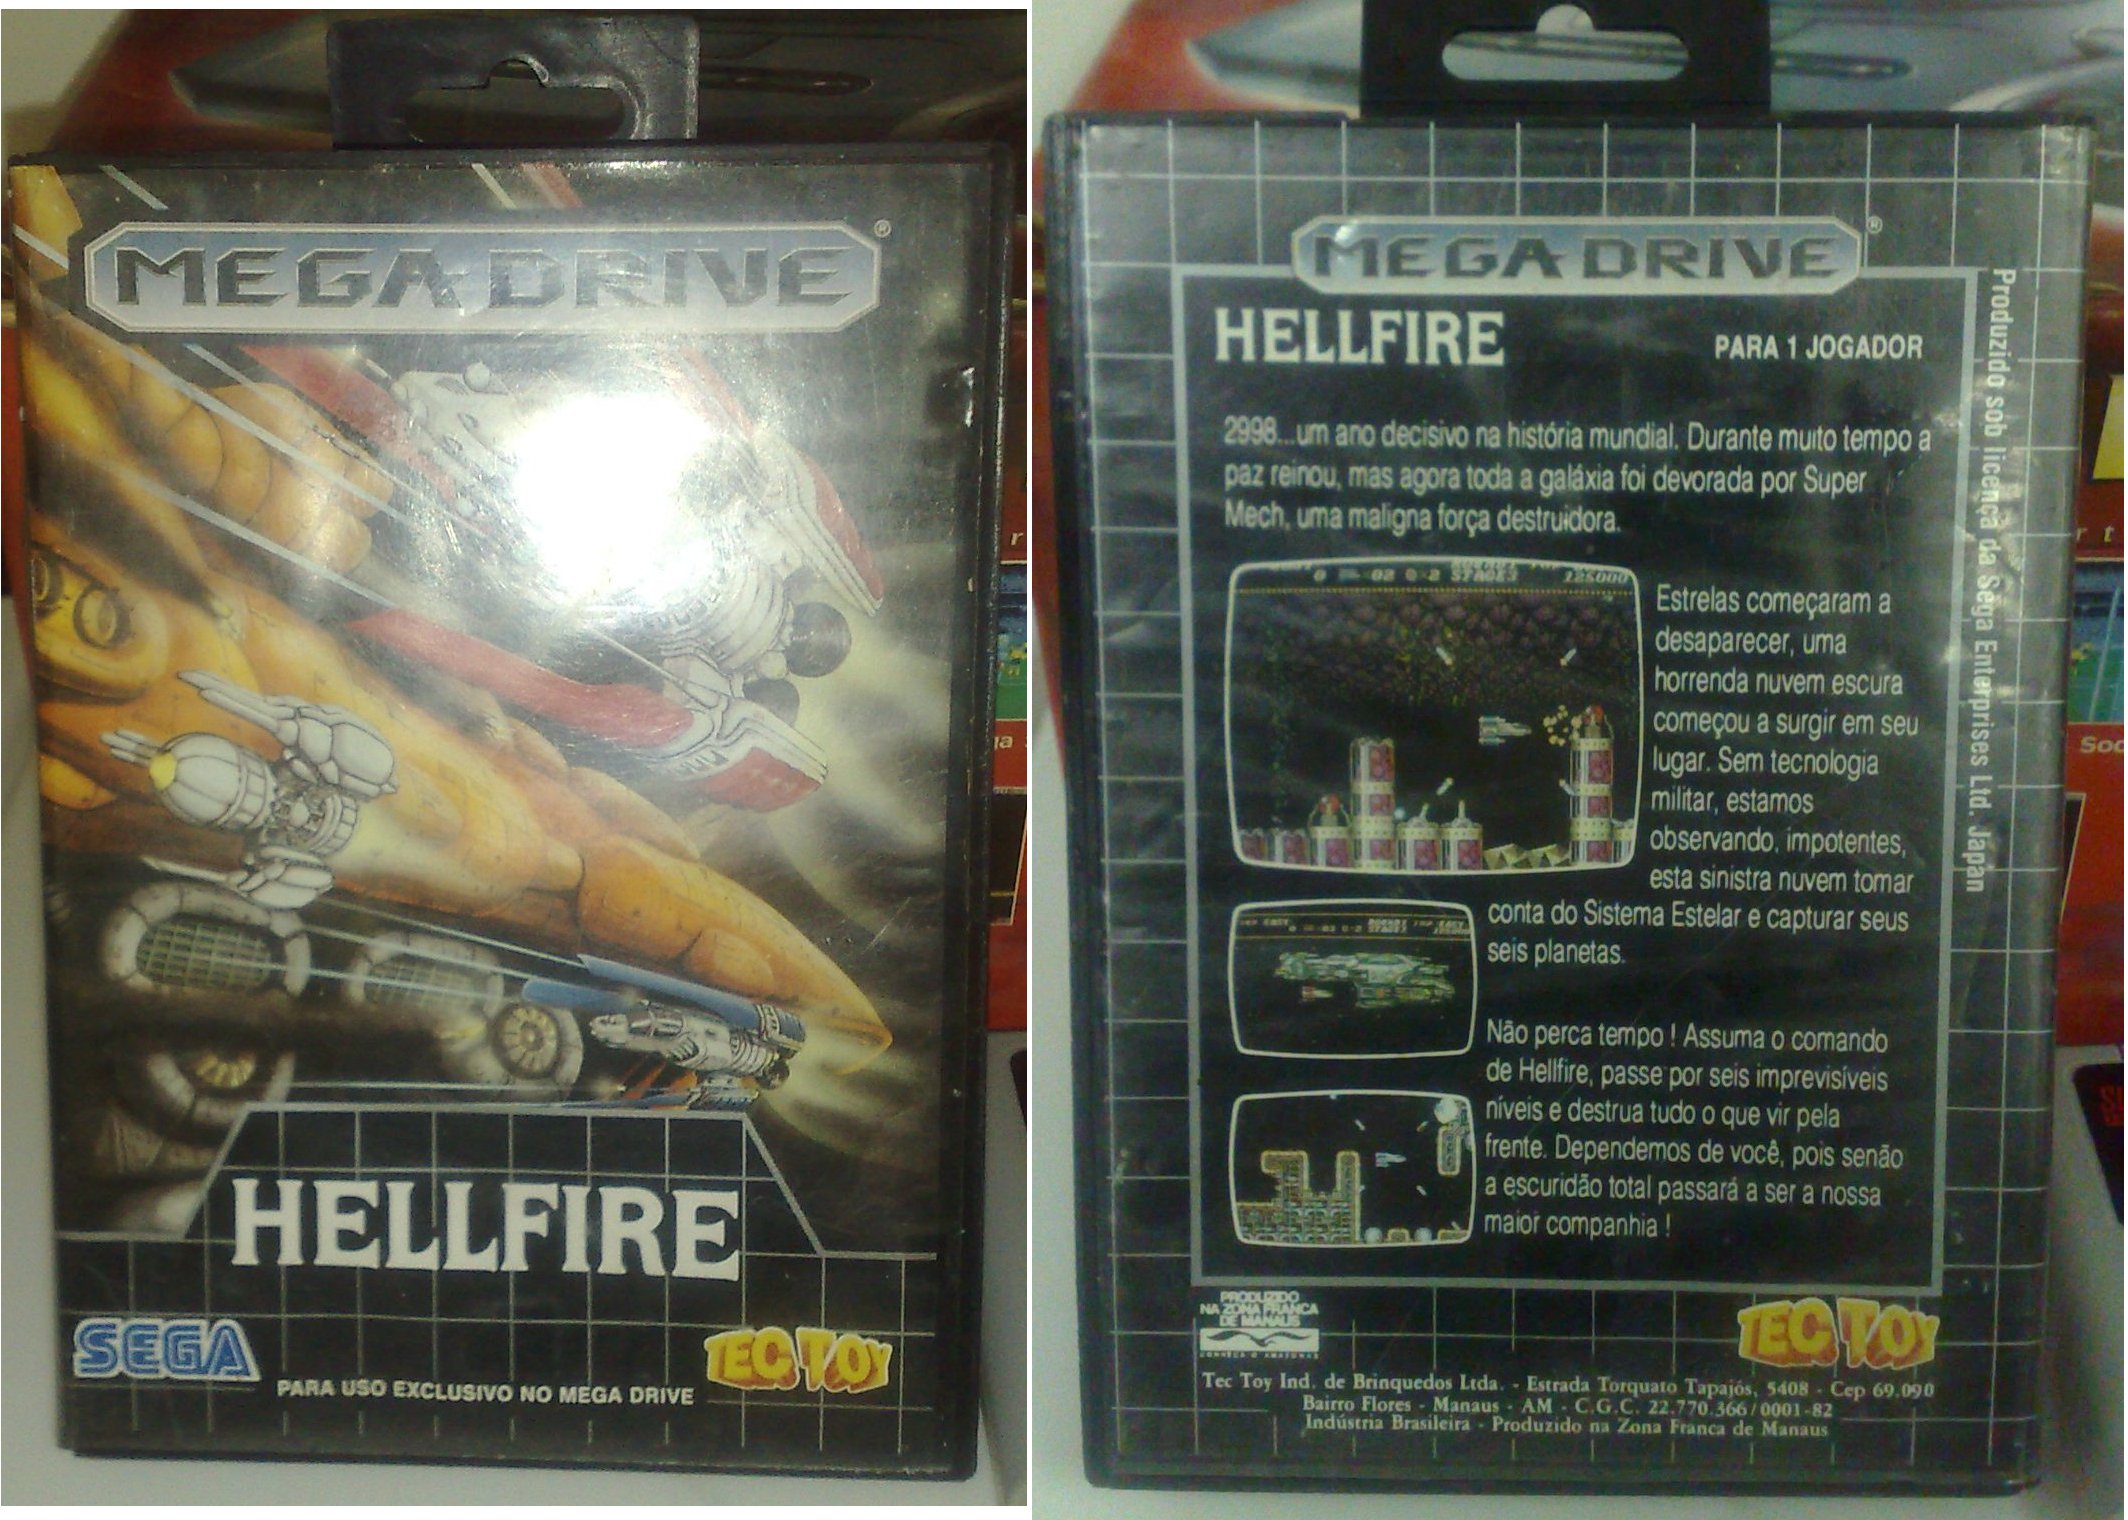 MEGA DRIVE ®
HELLFIRE
SEGA
TEC TOY
PARA USO EXCLUSIVO NO MEGA DRIVE
MEGA DRIVE ®
HELLFIRE
PARA 1 JOGADOR
2998...um ano decisivo na história mundial. Durante muito tempo a
paz reinou, mas agora toda a galáxia foi devorada por Super
Mech, uma maligna força destruidora.
0 02 2 STAGES 125000
Estrelas começaram a
desaparecer, uma
horrenda nuvem escura
começou a surgir em seu
lugar. Sem tecnologia
militar, estamos
observando, impotentes,
esta sinistra nuvem tomar
conta do Sistema Estelar e capturar seus
seis planetas.
Não perca tempo ! Assuma o comando
de Hellfire, passe por seis imprevisíveis
níveis e destrua tudo o que vir pela
frente. Dependemos de você, pois senão
a escuridão total passará a ser a nossa
maior companhia !
Produzido sob licença da Sega Enterprises Ltd. Japan
PRODUZIDO
NA ZONA FRANCA
DE MANAUS
CONHEÇA O AMAZONAS
TEC TOY
Tec Toy Ind. de Brinquedos Ltda. - Estrada Torquato Tapajós, 5408 - Cep 69.090
Bairro Flores - Manaus - AM - C.G.C. 22.770.366/0001-82
Indústria Brasileira - Produzido na Zona Franca de Manaus